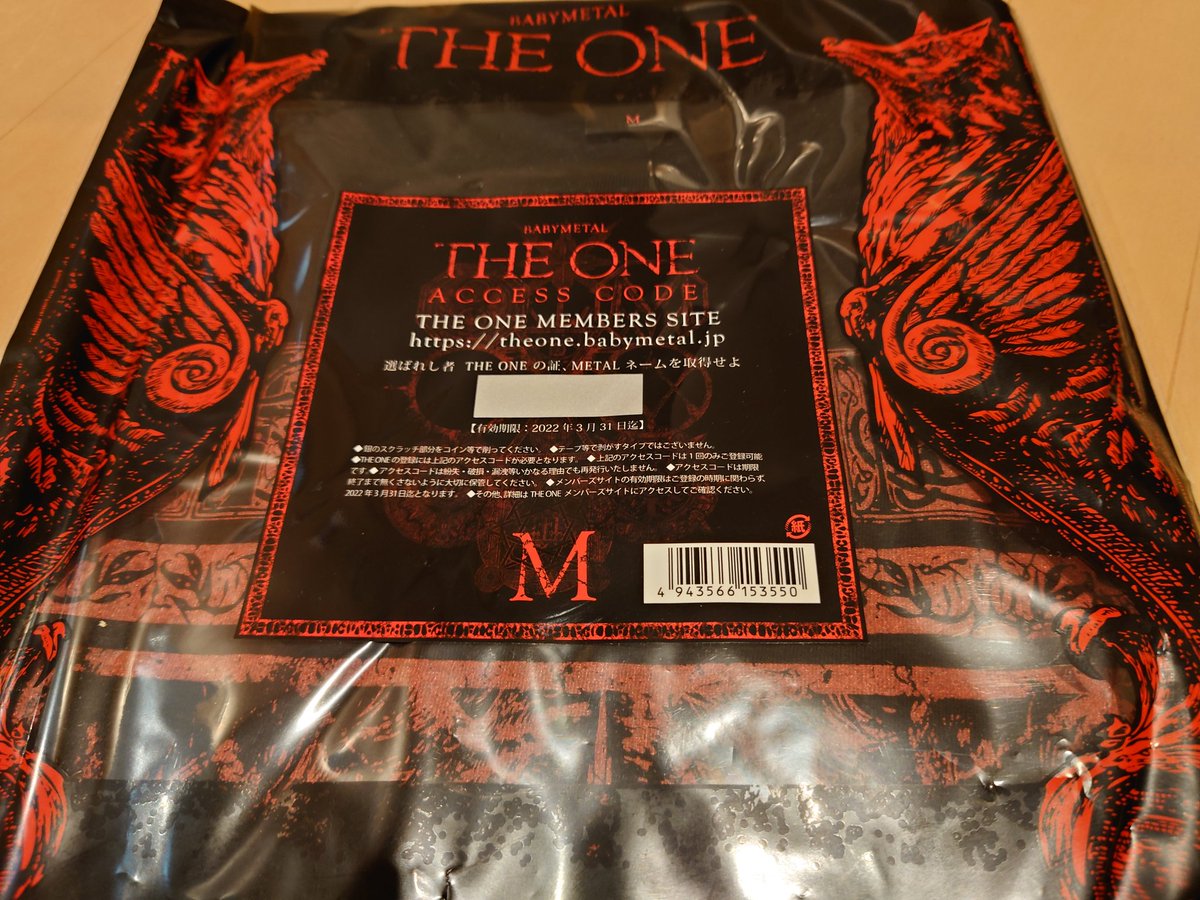 BABYMETAL
THE ONE
M
BABYMETAL
THE ONE
ACCESS CODE
THE ONE MEMBERS SITE
https://theone.babymetal.jp
選ばれし者 THE ONE の証、METAL ネームを取得せよ
【有効期限：2022 年 3 月 31 日迄】
◆銀のスクラッチ部分をコイン等で削ってください。 ◆テープ等で剥がすタイプではございません。
◆THE ONE の登録には上記のアクセスコードが必要となります。 ◆上記のアクセスコードは 1 回のみご登録可能
です。◆アクセスコードは紛失・破損・漏洩等いかなる理由でも再発行いたしません。 ◆アクセスコードは期限
終了まで無くさないように大切に保管してください。 ◆メンバーズサイトの有効期限はご登録の時期に関わらず、
2022 年 3 月 31 日迄となります。 ◆その他、詳細は THE ONE メンバーズサイトにアクセスしてご確認ください。
紙
M
4 943566 153550